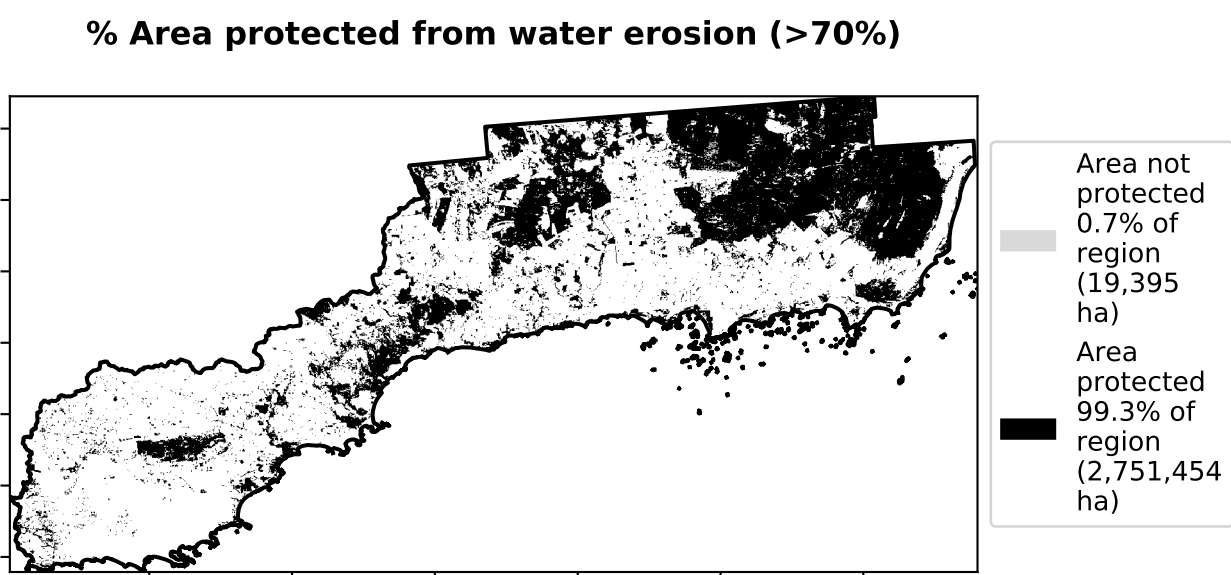 % Area protected from water erosion (>70%)
Area not
protected
0.7% of
region
(19,395
ha)
Area
protected
99.3% of
region
(2,751,454
ha)